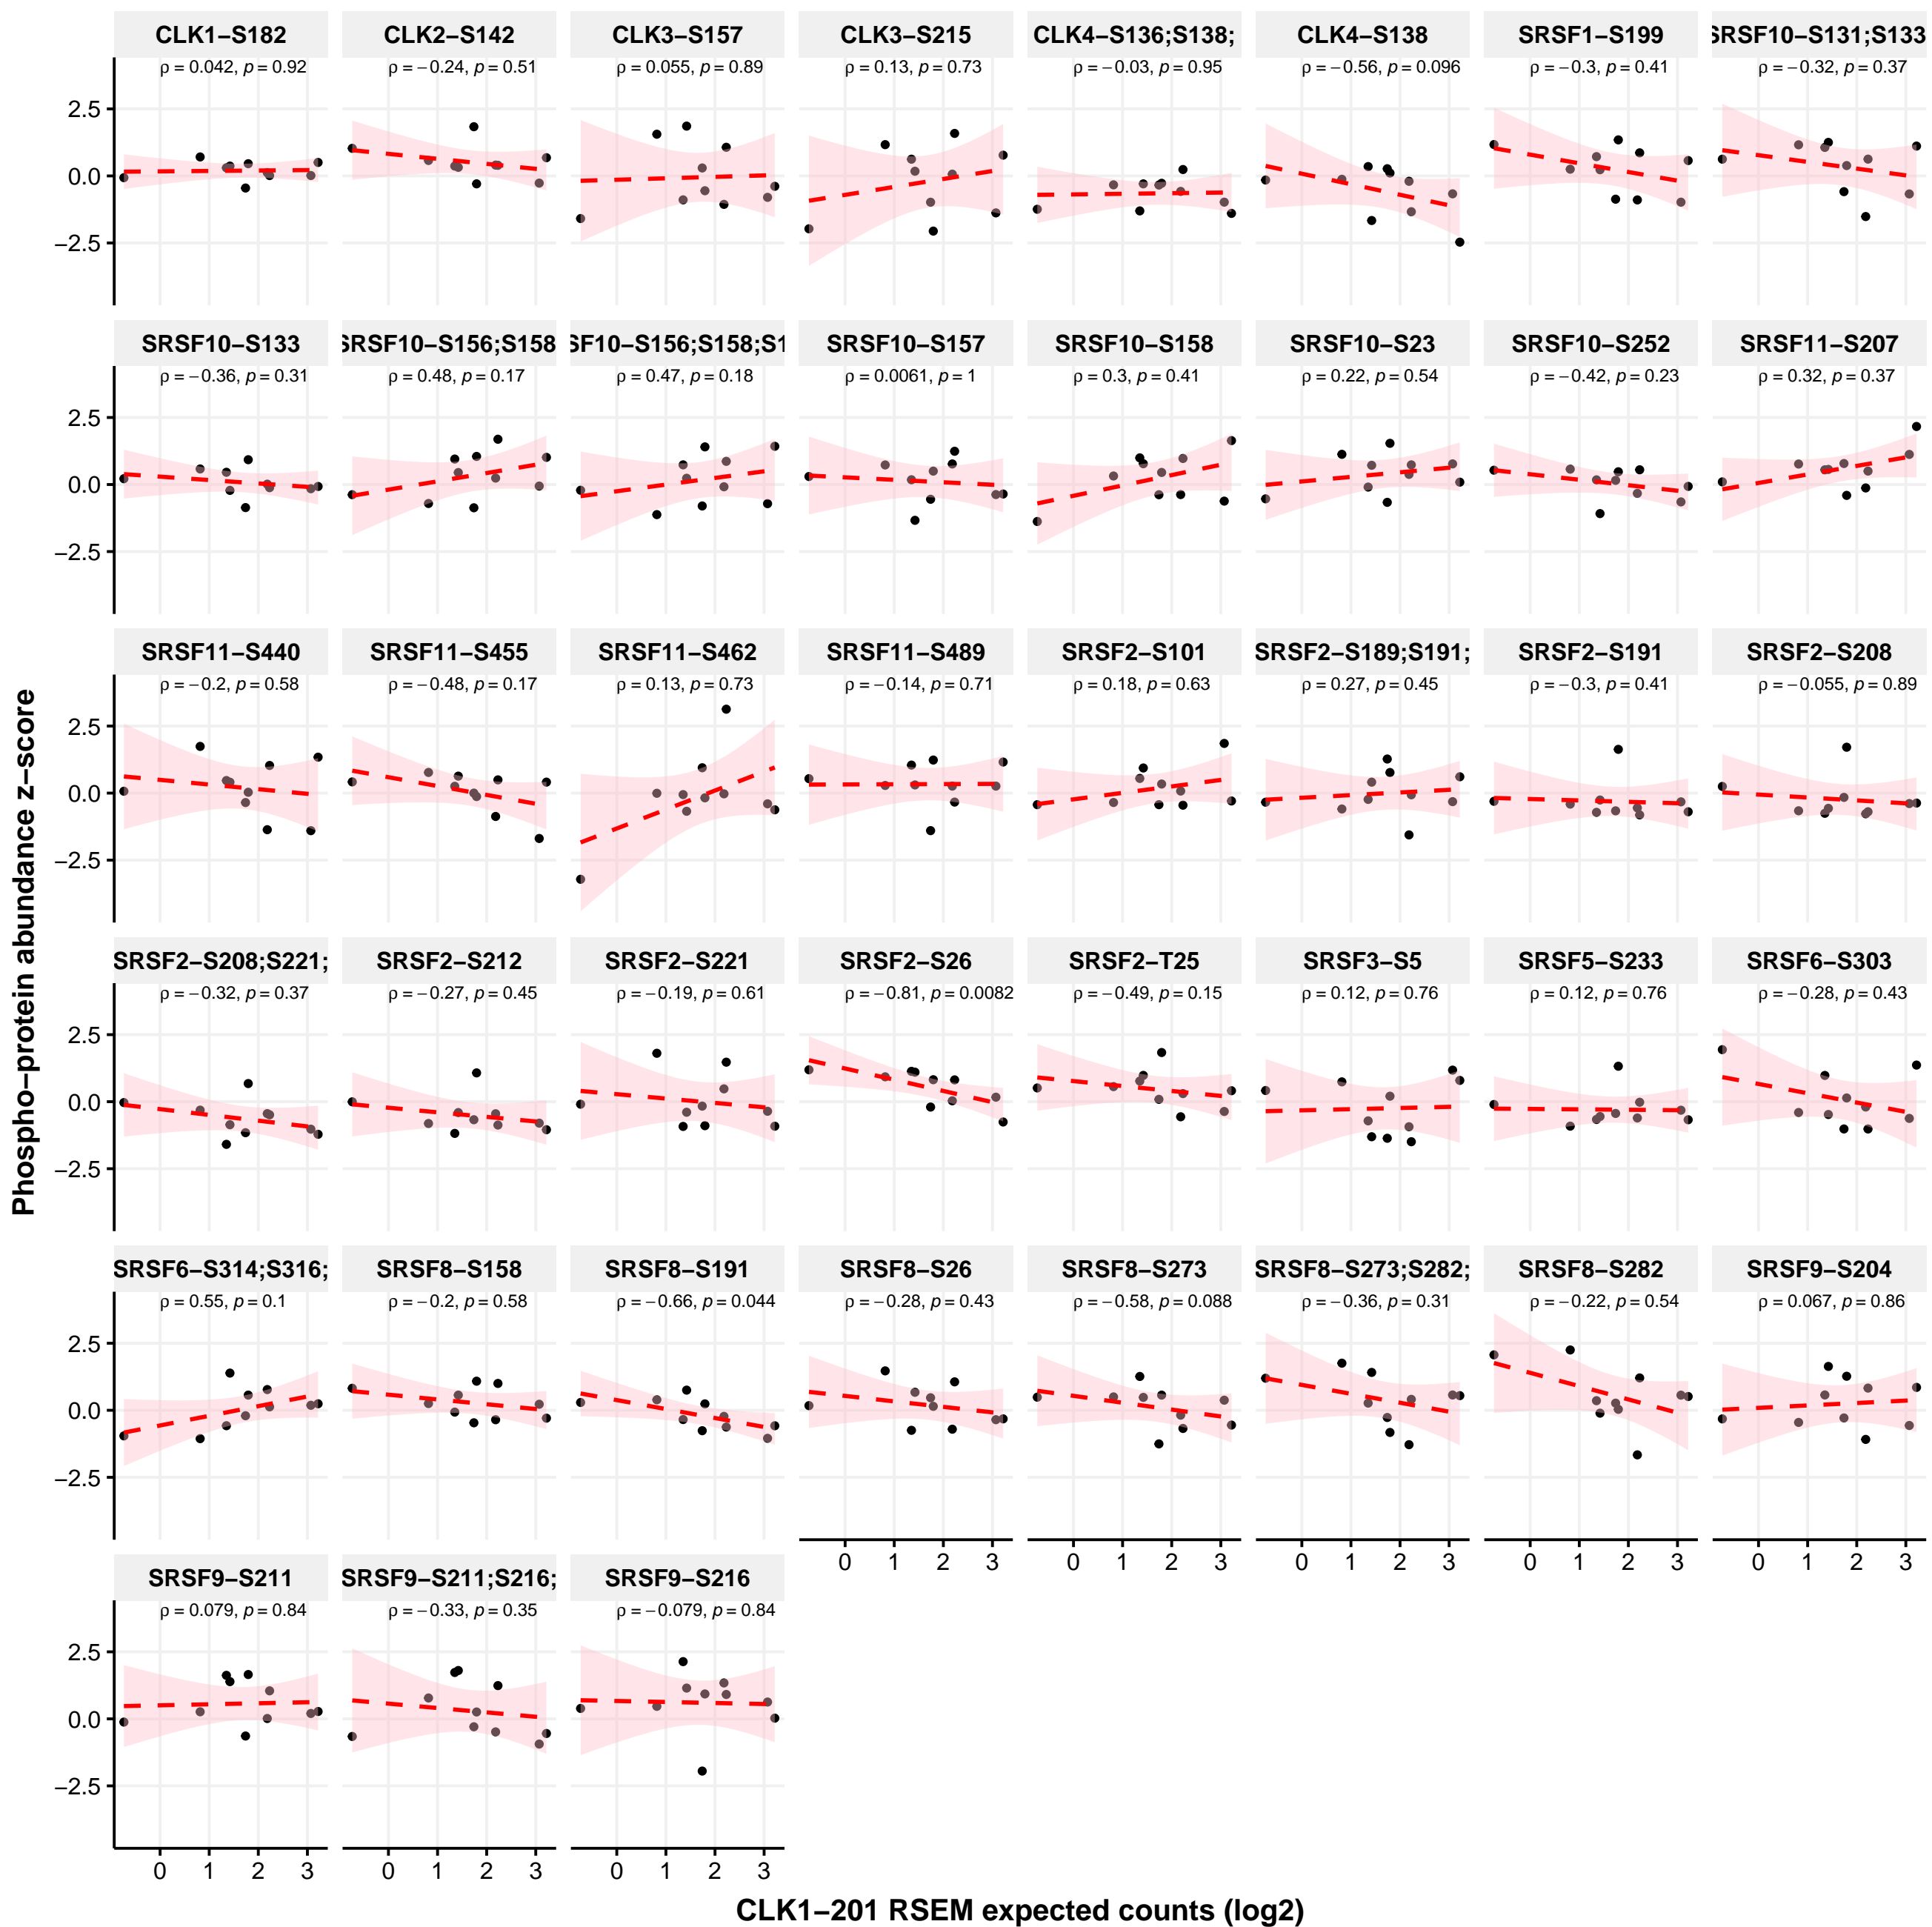 CLK1–S182 CLK2–S142 CLK3–S157 CLK3–S215 CLK4–S136;S138; CLK4–S138 SRSF1–S199 SRSF10–S131;S133
ρ = 0.042, p = 0.92 ρ = −0.24, p = 0.51 ρ = 0.055, p = 0.89 ρ = 0.13, p = 0.73 ρ = −0.03, p = 0.95 ρ = −0.56, p = 0.096 ρ = −0.3, p = 0.41 ρ = −0.32, p = 0.37
2.5
0.0
−2.5
SRSF10–S133 SRSF10–S156;S158 SF10–S156;S158;S1 SRSF10–S157 SRSF10–S158 SRSF10–S23 SRSF10–S252 SRSF11–S207
ρ = −0.36, p = 0.31 ρ = 0.48, p = 0.17 ρ = 0.47, p = 0.18 ρ = 0.0061, p = 1 ρ = 0.3, p = 0.41 ρ = 0.22, p = 0.54 ρ = −0.42, p = 0.23 ρ = 0.32, p = 0.37
2.5
0.0
−2.5
SRSF11–S440 SRSF11–S455 SRSF11–S462 SRSF11–S489 SRSF2–S101 SRSF2–S189;S191; SRSF2–S191 SRSF2–S208
ρ = −0.2, p = 0.58 ρ = −0.48, p = 0.17 ρ = 0.13, p = 0.73 ρ = −0.14, p = 0.71 ρ = 0.18, p = 0.63 ρ = 0.27, p = 0.45 ρ = −0.3, p = 0.41 ρ = −0.055, p = 0.89
2.5
0.0
−2.5
SRSF2–S208;S221; SRSF2–S212 SRSF2–S221 SRSF2–S26 SRSF2–T25 SRSF3–S5 SRSF5–S233 SRSF6–S303
ρ = −0.32, p = 0.37 ρ = −0.27, p = 0.45 ρ = −0.19, p = 0.61 ρ = −0.81, p = 0.0082 ρ = −0.49, p = 0.15 ρ = 0.12, p = 0.76 ρ = 0.12, p = 0.76 ρ = −0.28, p = 0.43
2.5
0.0
−2.5
SRSF6–S314;S316; SRSF8–S158 SRSF8–S191 SRSF8–S26 SRSF8–S273 SRSF8–S273;S282; SRSF8–S282 SRSF9–S204
ρ = 0.55, p = 0.1 ρ = −0.2, p = 0.58 ρ = −0.66, p = 0.044 ρ = −0.28, p = 0.43 ρ = −0.58, p = 0.088 ρ = −0.36, p = 0.31 ρ = −0.22, p = 0.54 ρ = 0.067, p = 0.86
2.5
0.0
−2.5
0 1 2 3 0 1 2 3 0 1 2 3 0 1 2 3 0 1 2 3
SRSF9–S211 SRSF9–S211;S216; SRSF9–S216
ρ = 0.079, p = 0.84 ρ = −0.33, p = 0.35 ρ = −0.079, p = 0.84
2.5
0.0
−2.5
0 1 2 3 0 1 2 3 0 1 2 3
CLK1–201 RSEM expected counts (log2)
Phospho–protein abundance z–score